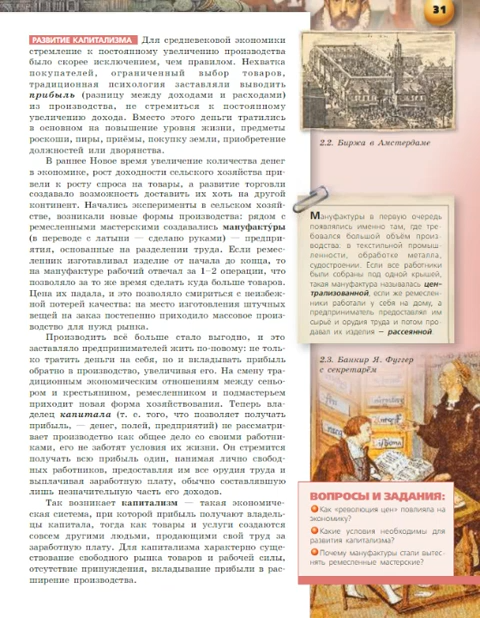 31
РАЗВИТИЕ КАПИТАЛИЗМА Для средневековой экономики
стремление к постоянному увеличению производства
было скорее исключением, чем правилом. Нехватка
покупателей, ограниченный выбор товаров,
традиционная психология заставляли выводить
прибыль (разницу между доходами и расходами)
из производства, не стремиться к постоянному
увеличению дохода. Вместо этого деньги тратились
в основном на повышение уровня жизни, предметы
роскоши, пиры, приёмы, покупку земли, приобретение
должностей или дворянства.
В раннее Новое время увеличение количества денег
в экономике, рост доходности сельского хозяйства при-
вели к росту спроса на товары, а развитие торговли
создавало возможность доставить их хоть на другой
континент. Начались эксперименты в сельском хозяй-
стве, возникали новые формы производства: рядом с
ремесленными мастерскими создавались мануфакту́ры
(в переводе с латыни — сделано руками) — предпри-
ятия, основанные на разделении труда. Если ремес-
ленник изготавливал изделие от начала до конца, то
на мануфактуре рабочий отвечал за 1–2 операции, что
позволяло за то же время сделать куда больше товаров.
Цена их падала, и это позволяло смириться с неизбеж-
ной потерей качества: на место изготовления штучных
вещей на заказ постепенно приходило массовое произ-
водство для нужд рынка.
Производить всё больше стало выгодно, и это
заставляло предпринимателей жить по-новому: не толь-
ко тратить деньги на себя, но и вкладывать прибыль
обратно в производство, увеличивая его. На смену тра-
диционным экономическим отношениям между сеньо-
ром и крестьянином, ремесленником и подмастерьем
приходит новая форма хозяйствования. Теперь вла-
делец капитала (т. е. того, что позволяет получать
прибыль, — денег, полей, предприятий) не рассматри-
вает производство как общее дело со своими работни-
ками, его не заботят условия их жизни. Он стремится
получать всю прибыль один, нанимая лично свобод-
ных работников, предоставляя им все орудия труда и
выплачивая заработную плату, обычно составлявшую
лишь незначительную часть его доходов.
Так возникает капитализм — такая экономиче-
ская система, при которой прибыль получают владель-
цы капитала, тогда как товары и услуги создаются
совсем другими людьми, продающими свой труд за
заработную плату. Для капитализма характерно суще-
ствование свободного рынка товаров и рабочей силы,
отсутствие принуждения, вкладывание прибыли в рас-
ширение производства.
2.2. Биржа в Амстердаме
Мануфактуры в первую очередь
появлялись именно там, где тре-
бовался большой объём произ-
водства: в текстильной промыш-
ленности, обработке металла,
судостроении. Если все работники
были собраны под одной крышей,
такая мануфактура называлась цен-
трализованной, если же ремеслен-
ники работали у себя на дому, а
предприниматель предоставлял им
сырьё и орудия труда и потом про-
давал их изделия – рассеянной.
2.3. Банкир Я. Фуггер
с секретарём
ВОПРОСЫ И ЗАДАНИЯ:
Как «революция цен» повлияла на
экономику?
Какие условия необходимы для
развития капитализма?
Почему мануфактуры стали вытес-
нять ремесленные мастерские?